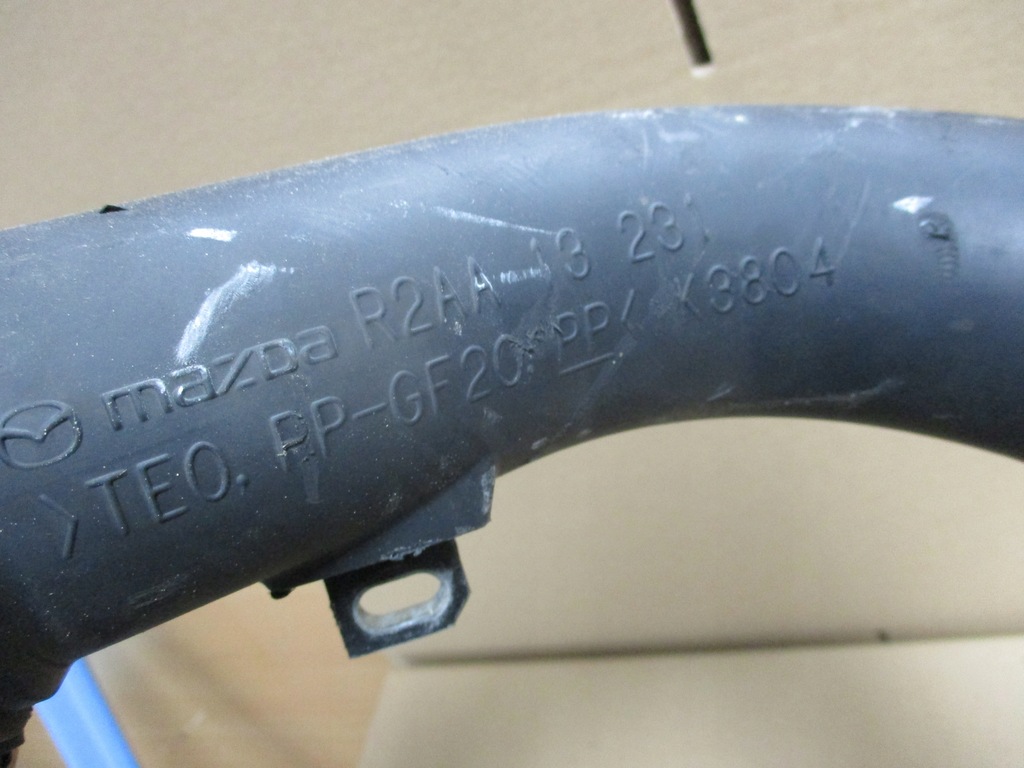 mazDa R2AA-13 231
>TEO, PP-GF20, PP< K3804